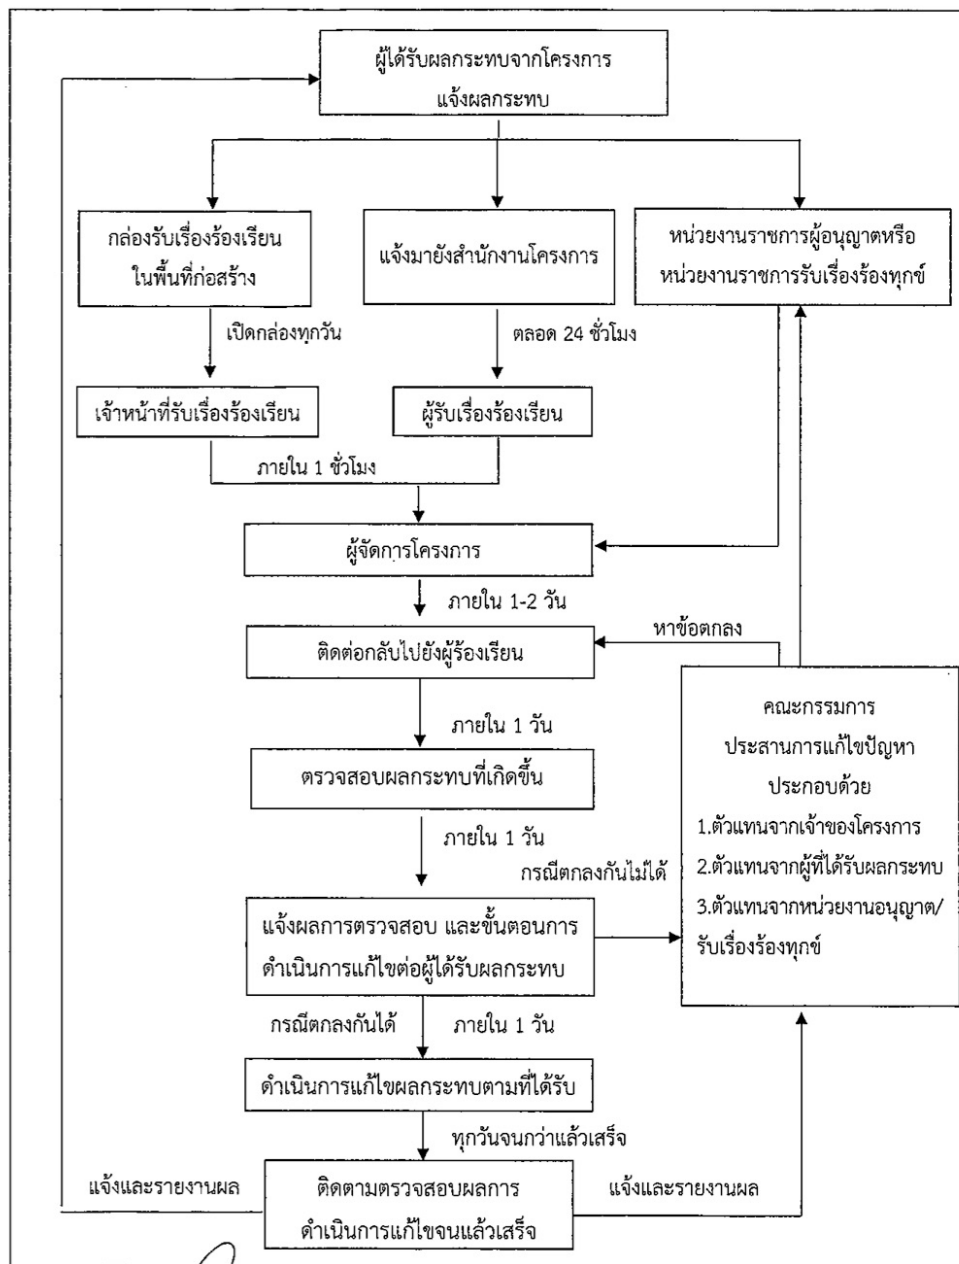 ผู้ได้รับผลกระทบจากโครงการ
แจ้งผลกระทบ
กล่องรับเรื่องร้องเรียน
ในพื้นที่ก่อสร้าง
แจ้งมายังสำนักงานโครงการ
หน่วยงานราชการผู้อนุญาตหรือ
หน่วยงานราชการรับเรื่องร้องทุกข์
เปิดกล่องทุกวัน
ตลอด 24 ชั่วโมง
เจ้าหน้าที่รับเรื่องร้องเรียน
ผู้รับเรื่องร้องเรียน
ภายใน 1 ชั่วโมง
ผู้จัดการโครงการ
ภายใน 1-2 วัน
หาข้อตกลง
ติดต่อกลับไปยังผู้ร้องเรียน
ภายใน 1 วัน
ตรวจสอบผลกระทบที่เกิดขึ้น
ภายใน 1 วัน
กรณีตกลงกันไม่ได้
คณะกรรมการ
ประสานการแก้ไขปัญหา
ประกอบด้วย
1.ตัวแทนจากเจ้าของโครงการ
2.ตัวแทนจากผู้ที่ได้รับผลกระทบ
3.ตัวแทนจากหน่วยงานอนุญาต/
รับเรื่องร้องทุกข์
แจ้งผลการตรวจสอบ และขั้นตอนการ
ดำเนินการแก้ไขต่อผู้ได้รับผลกระทบ
กรณีตกลงกันได้
ภายใน 1 วัน
ดำเนินการแก้ไขผลกระทบตามที่ได้รับ
ทุกวันจนกว่าแล้วเสร็จ
แจ้งและรายงานผล
ติดตามตรวจสอบผลการ
ดำเนินการแก้ไขจนแล้วเสร็จ
แจ้งและรายงานผล